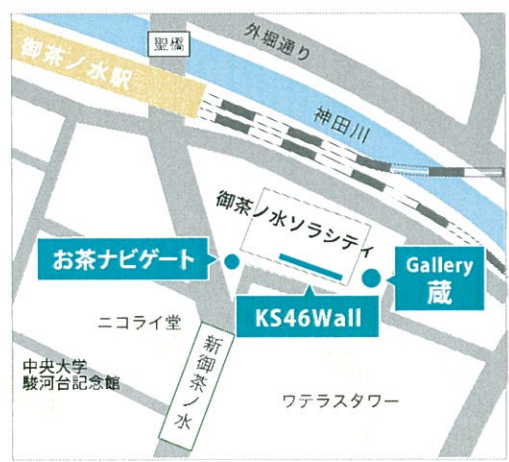 外堀通り
聖橋
御茶ノ水駅
神田川
御茶ノ水ソラシティ
お茶ナビゲート
Gallery
蔵
KS46Wall
ニコライ堂
新御茶ノ水
中央大学
駿河台記念館
ワテラスタワー